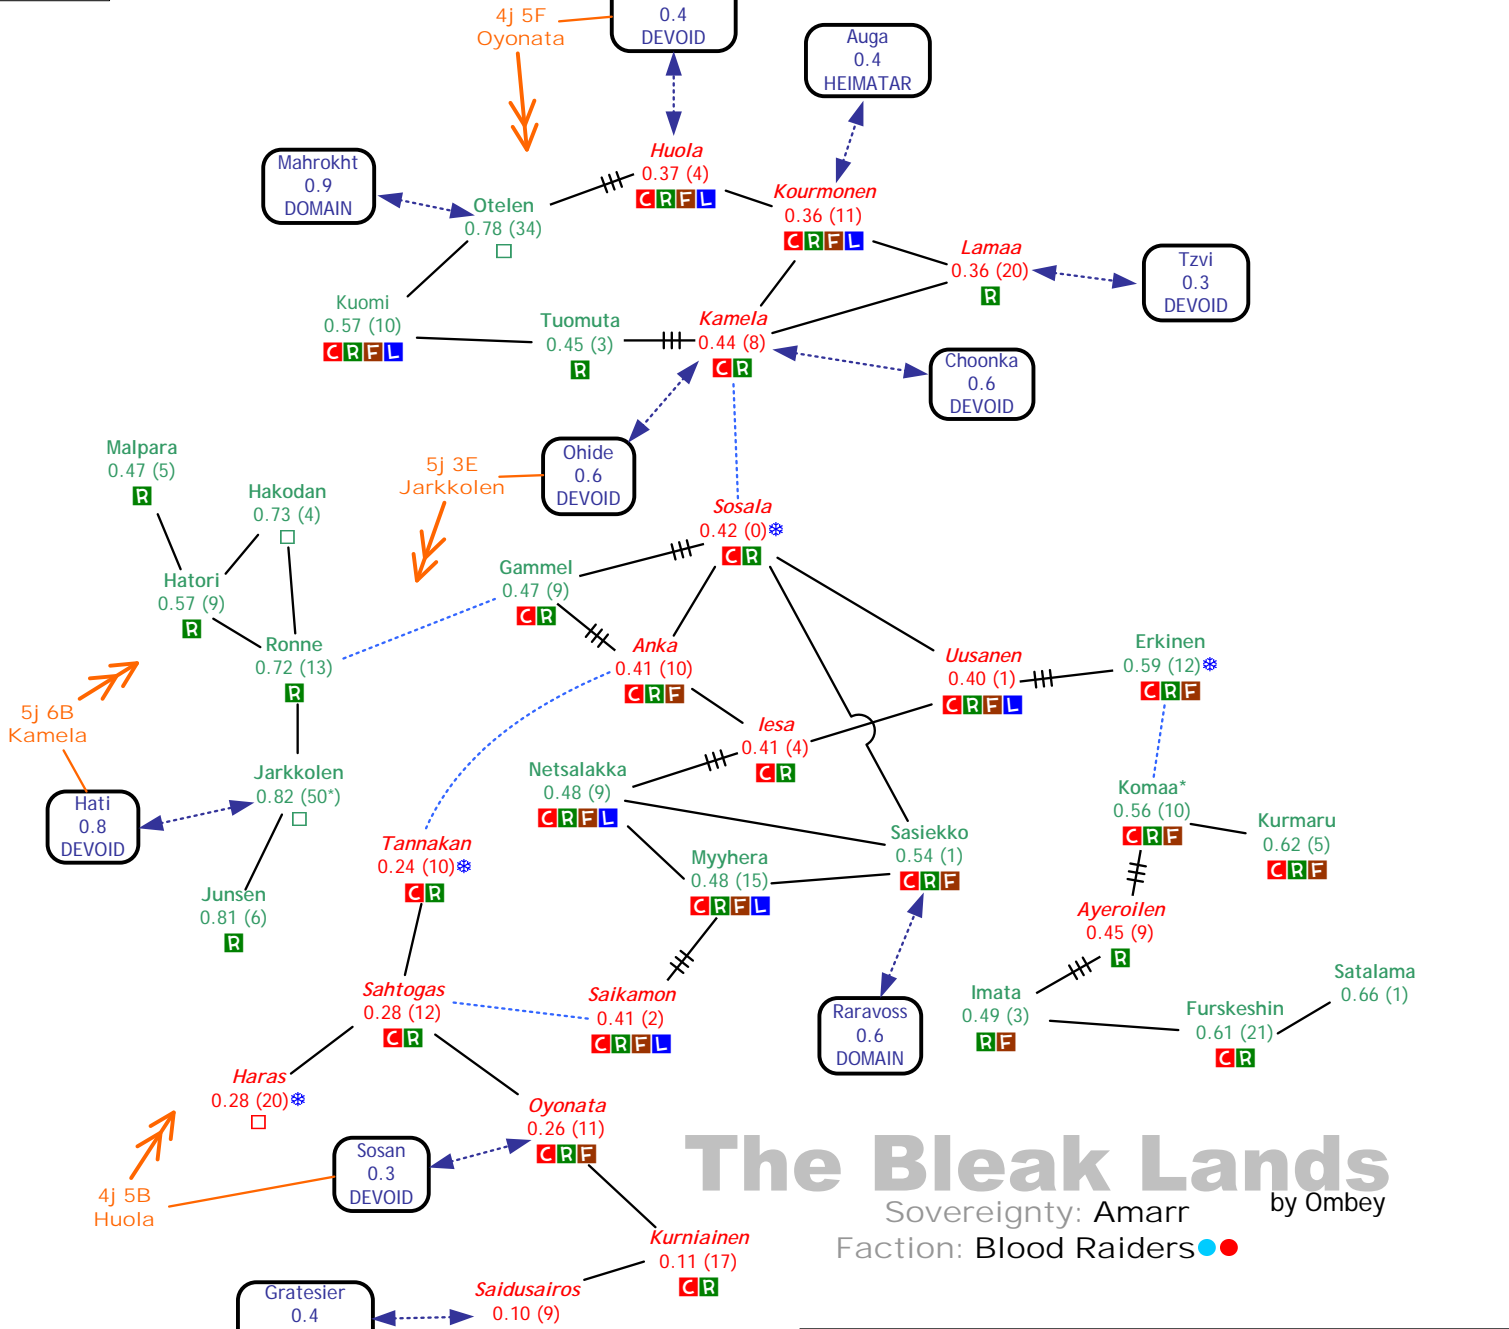 4j 5F
Oyonata
0.4
DEVOID
Auga
0.4
HEIMATAR
Mahrokht
0.9
DOMAIN
Huola
0.37 (4)
C R F L
Otelen
0.78 (34)
Kourmonen
0.36 (11)
C R F L
Lamaa
0.36 (20)
R
Tzvi
0.3
DEVOID
Kuomi
0.57 (10)
C R F L
Tuomuta
0.45 (3)
R
Kamela
0.44 (8)
C R
Choonka
0.6
DEVOID
Malpara
0.47 (5)
R
Hakodan
0.73 (4)
5j 3E
Jarkkolen
Ohide
0.6
DEVOID
Sosala
0.42 (0)
C R
Hatori
0.57 (9)
R
Gammel
0.47 (9)
C R
Ronne
0.72 (13)
R
Anka
0.41 (10)
C R F
Uusanen
0.40 (1)
C R F L
Erkinen
0.59 (12)
C R F
5j 6B
Kamela
Iesa
0.41 (4)
C R
Jarkkolen
0.82 (50*)
Hati
0.8
DEVOID
Netsalakka
0.48 (9)
C R F L
Komaa*
0.56 (10)
C R F
Kurmaru
0.62 (5)
C R F
Tannakan
0.24 (10)
C R
Sasiekko
0.54 (1)
C R F
Myyhera
0.48 (15)
C R F L
Junsen
0.81 (6)
R
Ayeroilen
0.45 (9)
R
Sahtogas
0.28 (12)
C R
Saikamon
0.41 (2)
C R F L
Raravoss
0.6
DOMAIN
Imata
0.49 (3)
R F
Furskeshin
0.61 (21)
C R
Satalama
0.66 (1)
Haras
0.28 (20)
Oyonata
0.26 (11)
C R F
Sosan
0.3
DEVOID
4j 5B
Huola
The Bleak Lands
by Ombey
Sovereignty: Amarr
Faction: Blood Raiders
Kurniainen
0.11 (17)
C R
Saidusairos
0.10 (9)
Gratesier
0.4